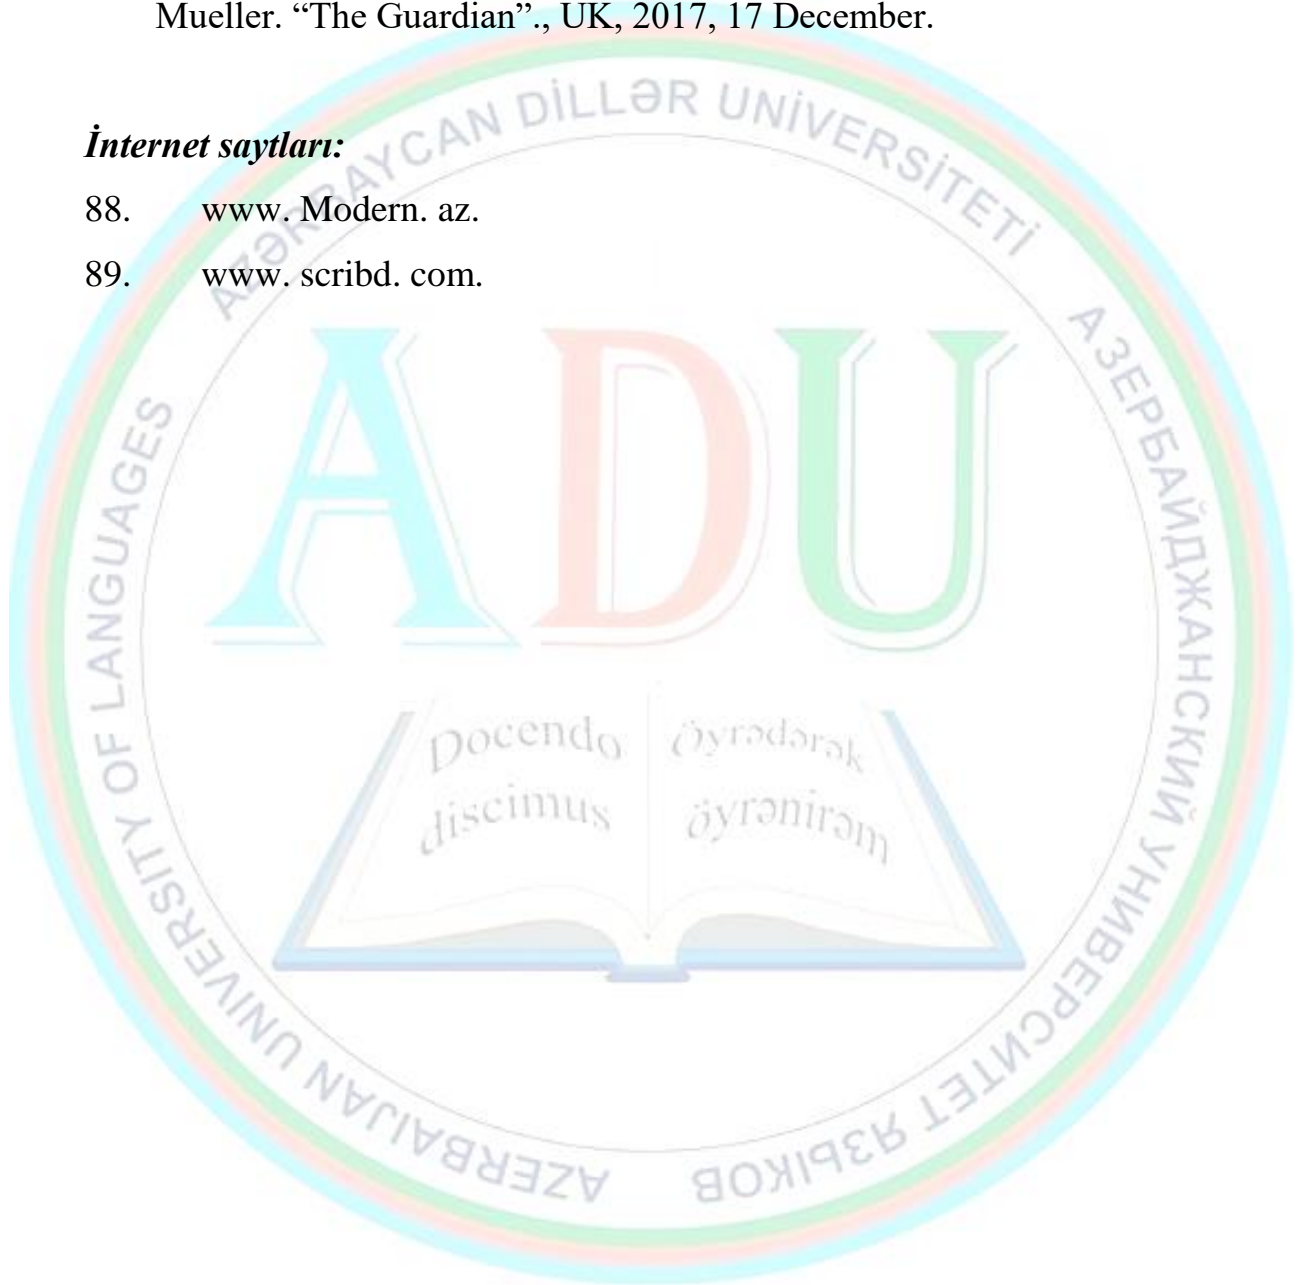 Mueller. “The Guardian”., UK, 2017, 17 December.
İnternet saytları:
88. www. Modern. az.
89. www. scribd. com.
AZƏRBAYCAN DİLLƏR UNİVERSİTETİ
АЗЕРБАЙДЖАНСКИЙ УНИВЕРСИТЕТ ЯЗЫКОВ
AZERBAIJAN UNIVERSITY OF LANGUAGES
ADU
Docendo
discimus
Öyrədərək
öyrənirəm